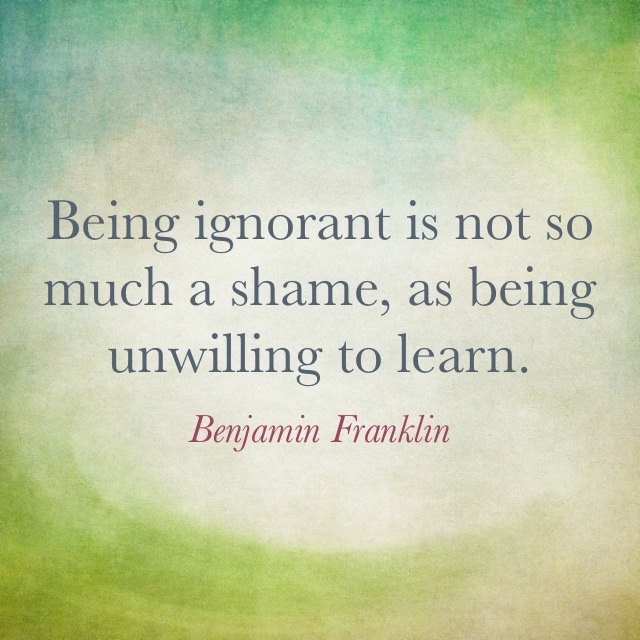 Being ignorant is not so
much a shame, as being
unwilling to learn.
Benjamin Franklin